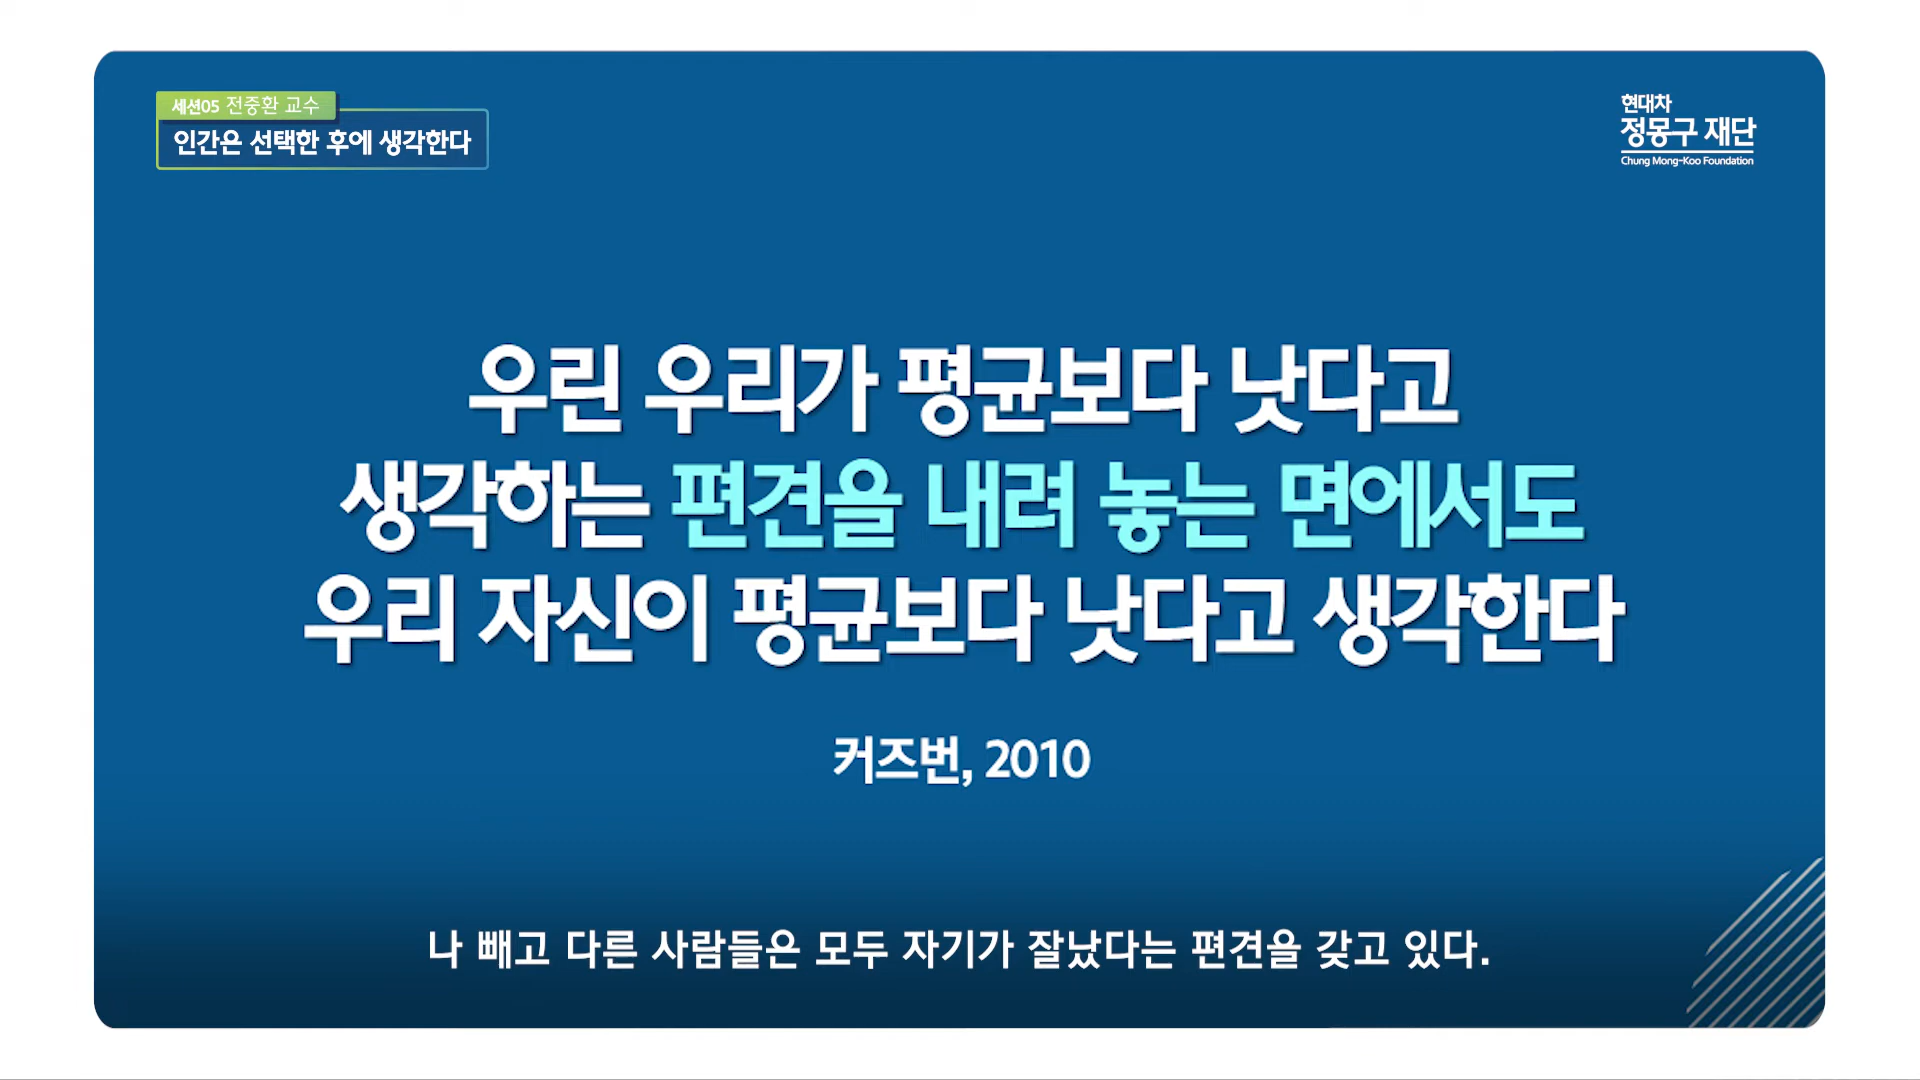 세션05 전중환 교수
인간은 선택한 후에 생각한다
현대차
정몽구 재단
Chung Mong-Koo Foundation
우린 우리가 평균보다 낫다고
생각하는 편견을 내려 놓는 면에서도
우리 자신이 평균보다 낫다고 생각한다
커즈번, 2010
나 빼고 다른 사람들은 모두 자기가 잘났다는 편견을 갖고 있다.